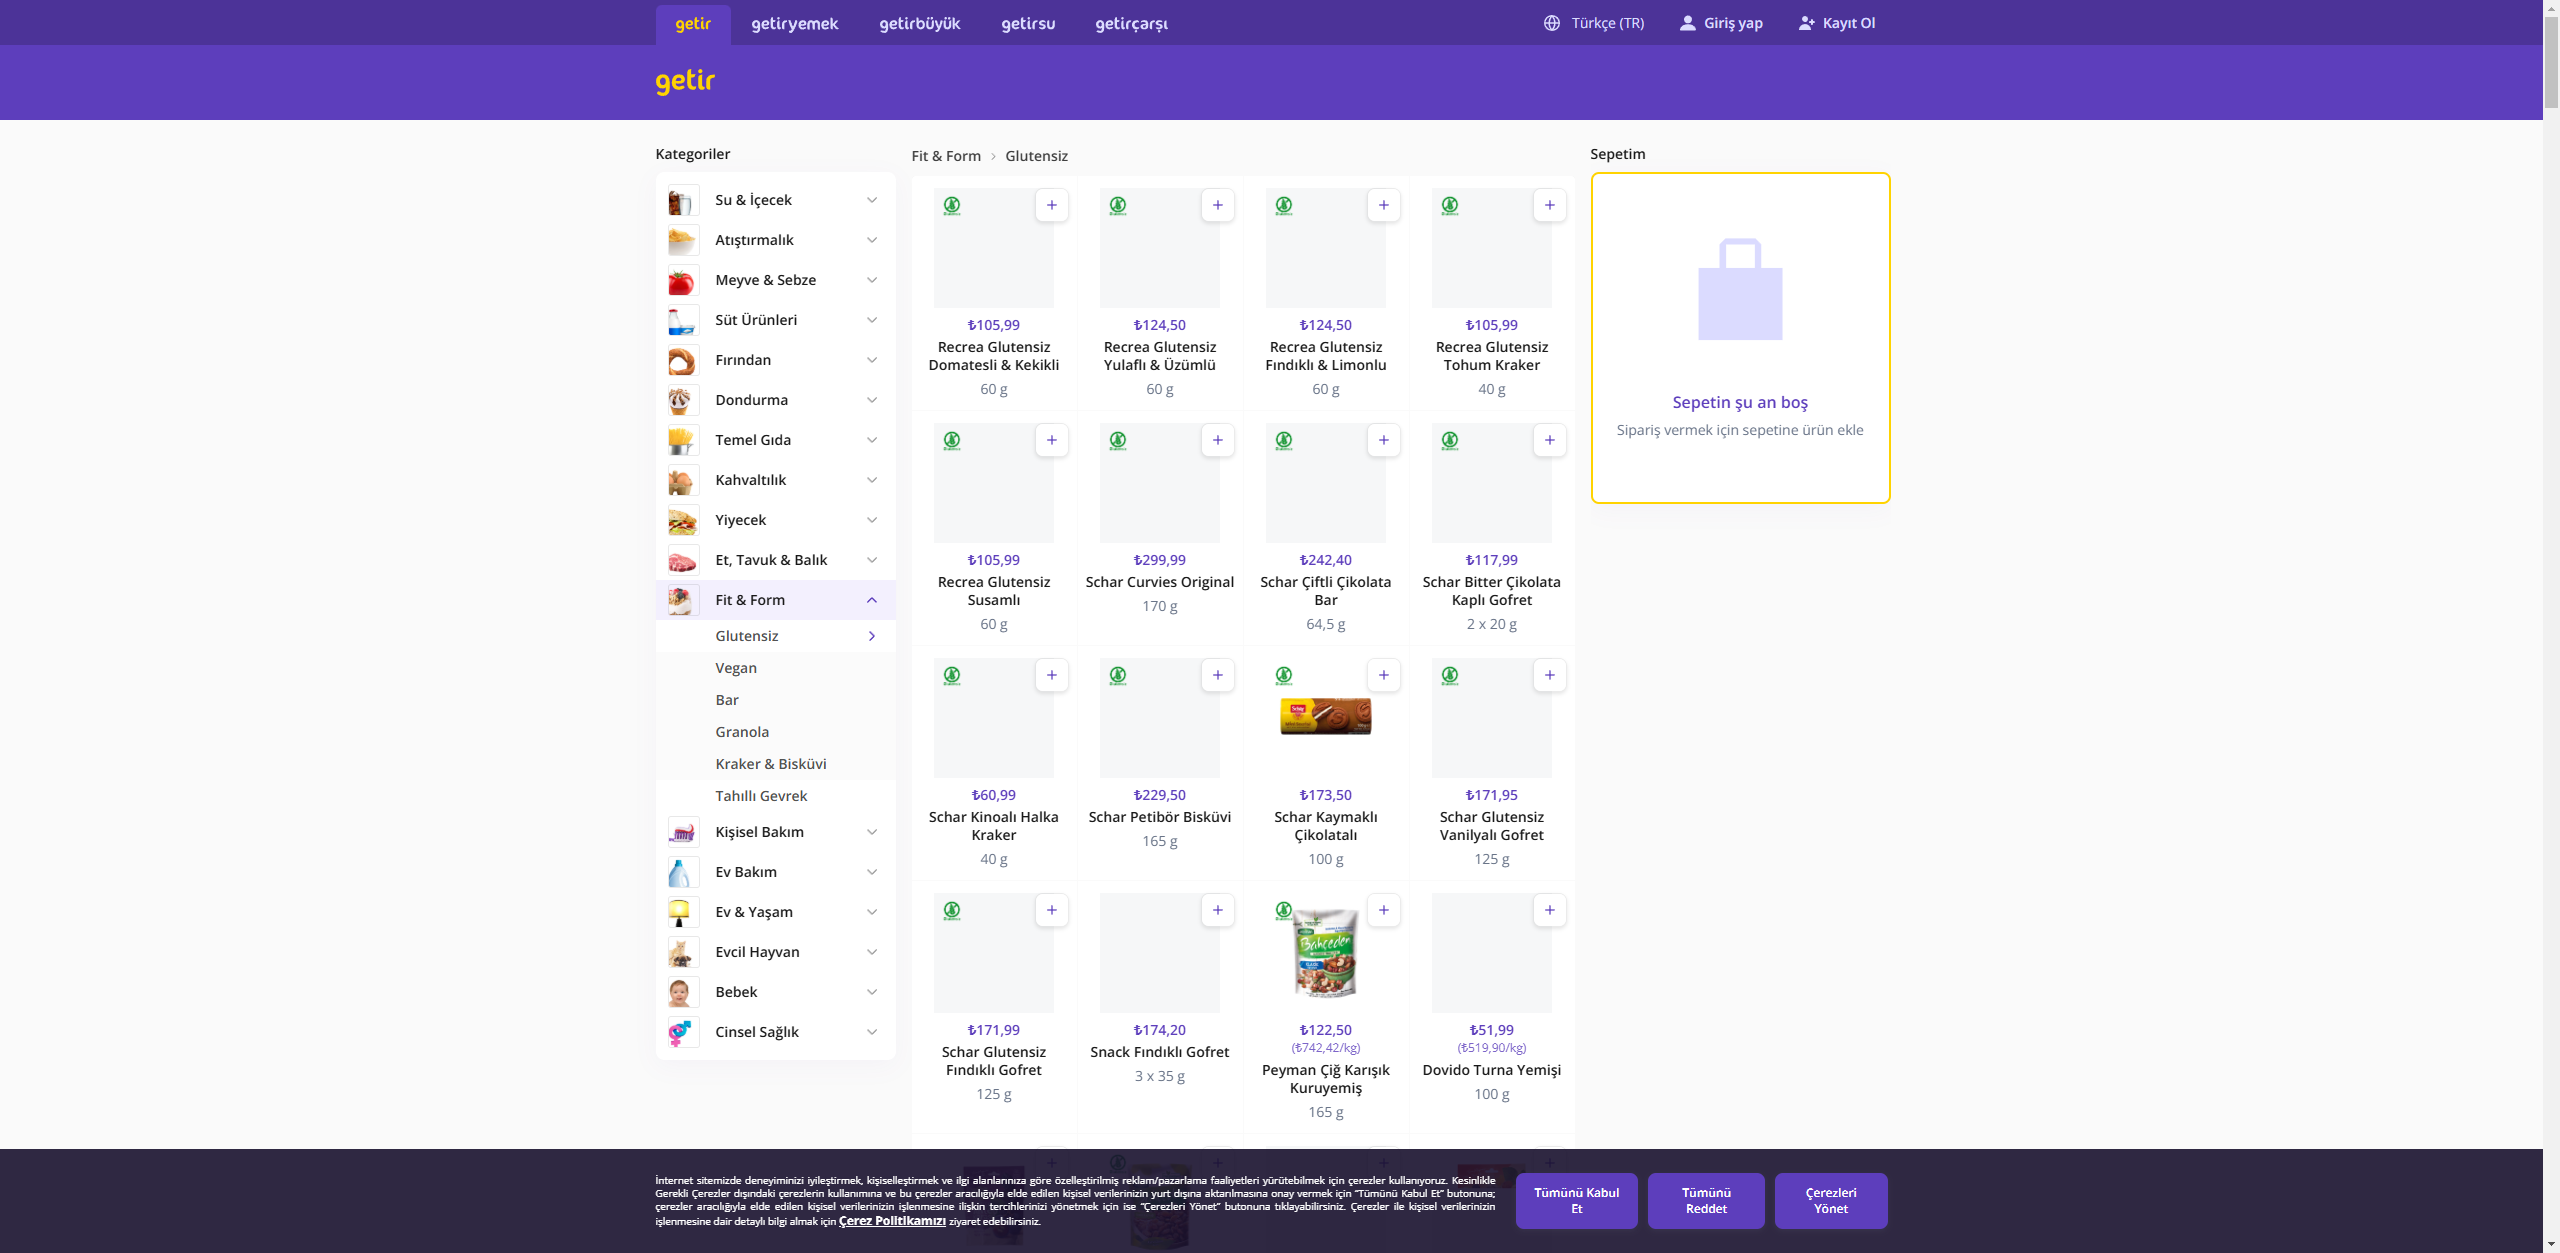 getir
getiryemek
getirbüyük
getirsu
getirçarşı
Türkçe (TR)
Giriş yap
Kayıt Ol
getir
Kategoriler
Su & İçecek
Atıştırmalık
Meyve & Sebze
Süt Ürünleri
Fırından
Dondurma
Temel Gıda
Kahvaltılık
Yiyecek
Et, Tavuk & Balık
Fit & Form
Glutensiz
Vegan
Bar
Granola
Kraker & Bisküvi
Tahıllı Gevrek
Kişisel Bakım
Ev Bakım
Ev & Yaşam
Evcil Hayvan
Bebek
Cinsel Sağlık
Fit & Form
Glutensiz
₺105,99
Recrea Glutensiz
Domatesli & Kekikli
60 g
₺124,50
Recrea Glutensiz
Yulaflı & Üzümlü
60 g
₺124,50
Recrea Glutensiz
Fındıklı & Limonlu
60 g
₺105,99
Recrea Glutensiz
Tohum Kraker
40 g
₺105,99
Recrea Glutensiz
Susamlı
60 g
₺299,99
Schar Curvies Original
170 g
₺242,40
Schar Çiftli Çikolata
Bar
64,5 g
₺117,99
Schar Bitter Çikolata
Kaplı Gofret
2 x 20 g
₺60,99
Schar Kinoalı Halka
Kraker
40 g
₺229,50
Schar Petibör Bisküvi
165 g
Schar
₺173,50
Schar Kaymaklı
Çikolatalı
100 g
₺171,95
Schar Glutensiz
Vanilyalı Gofret
125 g
₺171,99
Schar Glutensiz
Fındıklı Gofret
125 g
₺174,20
Snack Fındıklı Gofret
3 x 35 g
Bahçeden
₺122,50
(₺742,42/kg)
Peyman Çiğ Karışık
Kuruyemiş
165 g
₺51,99
(₺519,90/kg)
Dovido Turna Yemişi
100 g
Sepetim
Sepetin şu an boş
Sipariş vermek için sepetine ürün ekle
İnternet sitemizde deneyiminizi iyileştirmek, kişiselleştirmek ve ilgi alanlarınıza göre özelleştirilmiş reklam/pazarlama faaliyetleri yürütebilmek için çerezler kullanıyoruz. Kesinlikle
Gerekli Çerezler dışındaki çerezlerin kullanımına ve bu çerezler aracılığıyla elde edilen kişisel verilerinizin yurt dışına aktarılmasına onay vermek için “Tümünü Kabul Et” butonuna;
çerezler aracılığıyla elde edilen kişisel verilerinizin işlenmesine ilişkin tercihlerinizi yönetmek için ise “Çerezleri Yönet” butonuna tıklayabilirsiniz. Çerezler ile kişisel verilerinizin
işlenmesine dair detaylı bilgi almak için Çerez Politikamızı ziyaret edebilirsiniz.
Tümünü Kabul
Et
Tümünü
Reddet
Çerezleri
Yönet